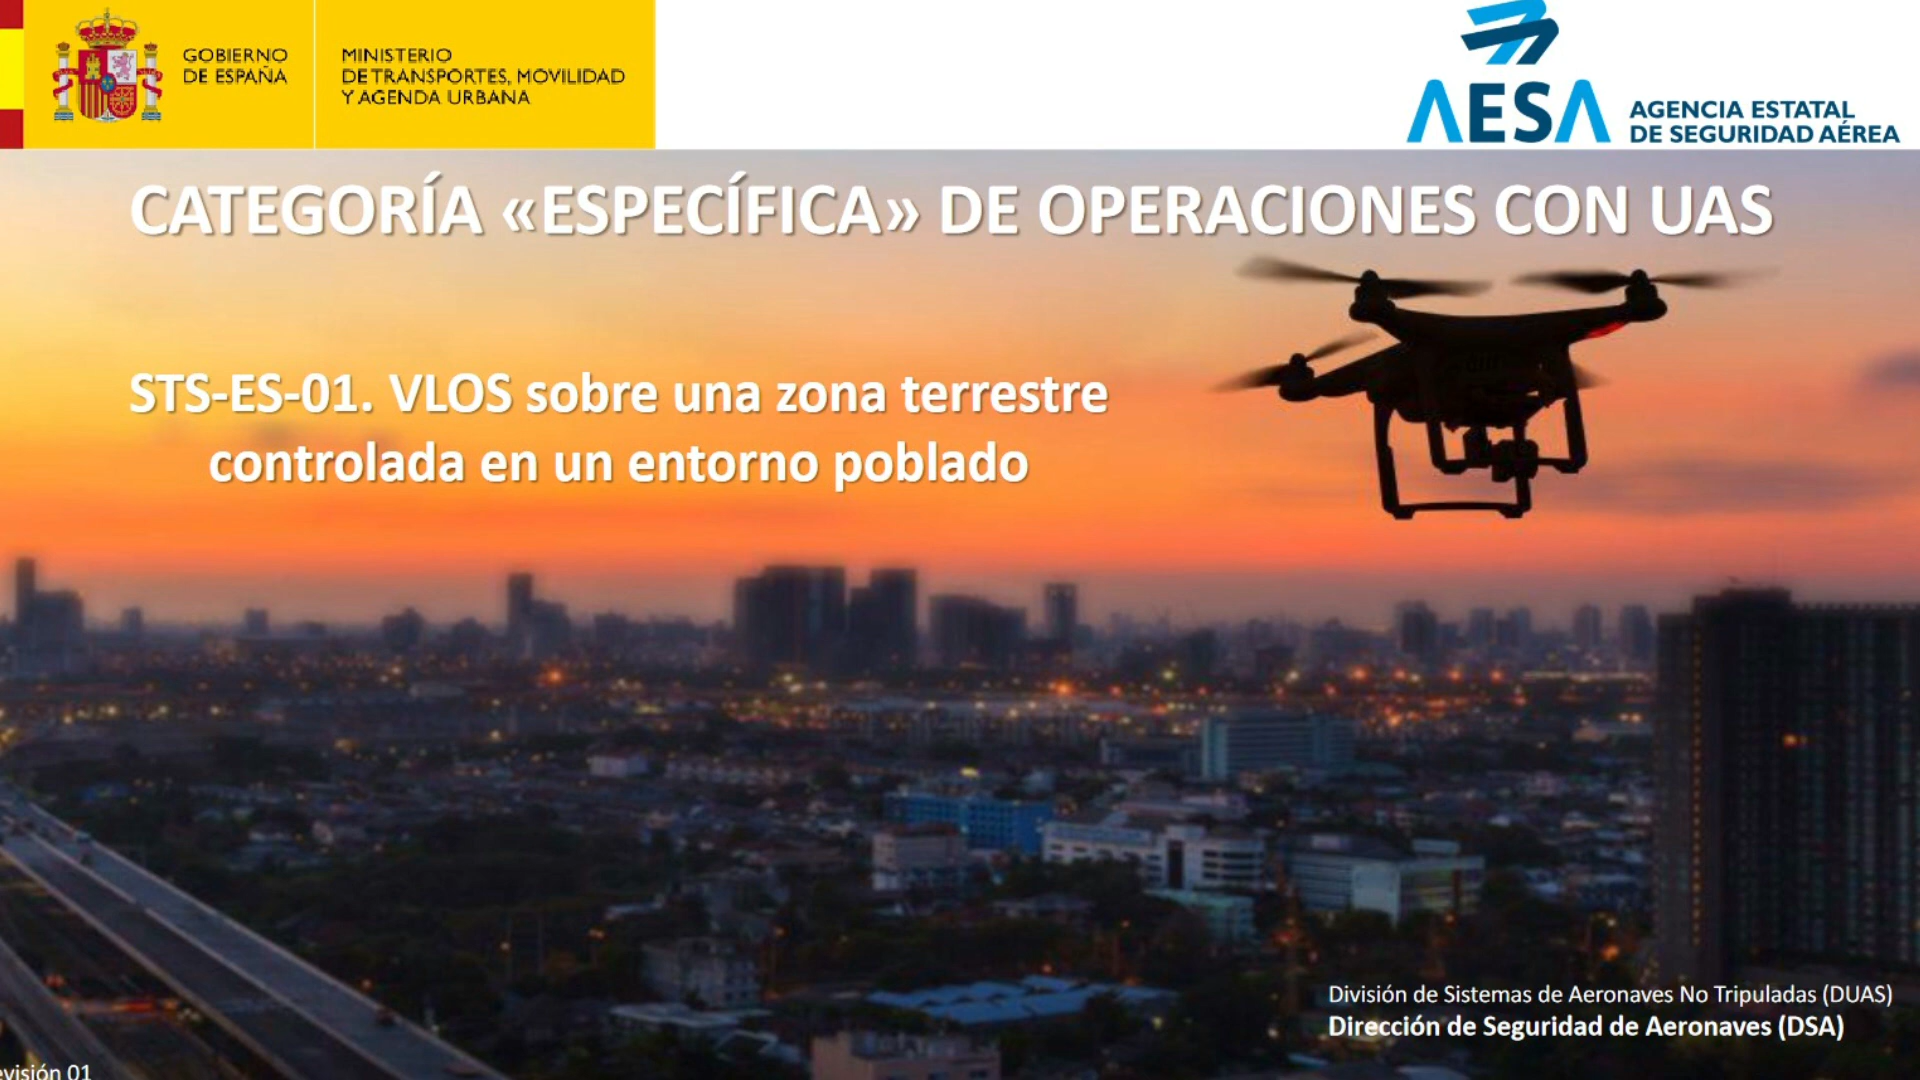 GOBIERNO
DE ESPAÑA
MINISTERIO
DE TRANSPORTES, MOVILIDAD
Y AGENDA URBANA
AESA
AGENCIA ESTATAL
DE SEGURIDAD AÉREA
CATEGORÍA «ESPECÍFICA» DE OPERACIONES CON UAS
STS-ES-01. VLOS sobre una zona terrestre
controlada en un entorno poblado
División de Sistemas de Aeronaves No Tripuladas (DUAS)
Dirección de Seguridad de Aeronaves (DSA)
evisión 01